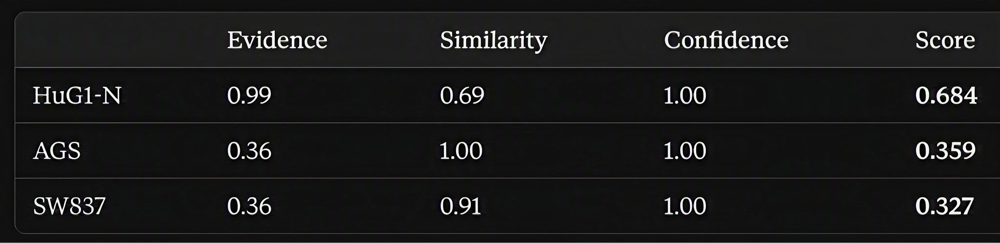 Evidence Similarity Confidence Score
HuG1-N 0.99 0.69 1.00 0.684
AGS 0.36 1.00 1.00 0.359
SW837 0.36 0.91 1.00 0.327